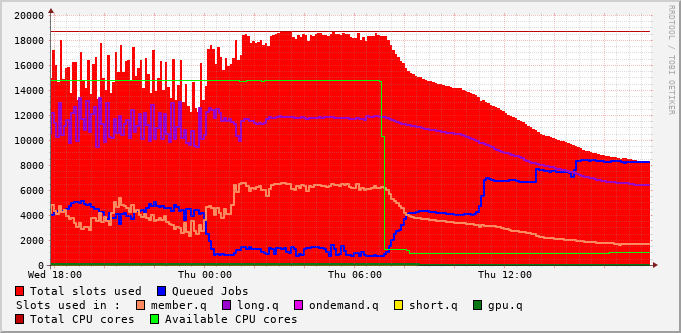 20000
18000
16000
14000
12000
10000
8000
6000
4000
2000
0
Wed 18:00 Thu 00:00 Thu 06:00 Thu 12:00
Total slots used Queued Jobs
Slots used in : member.q long.q ondemand.q short.q gpu.q
Total CPU cores Available CPU cores
RRDTOOL / TOBI OETIKER